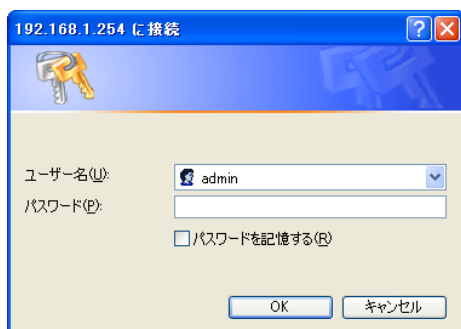 192.168.1.254 に接続
ユーザー名(U):
admin
パスワード(P):
パスワードを記憶する(R)
OK
キャンセル